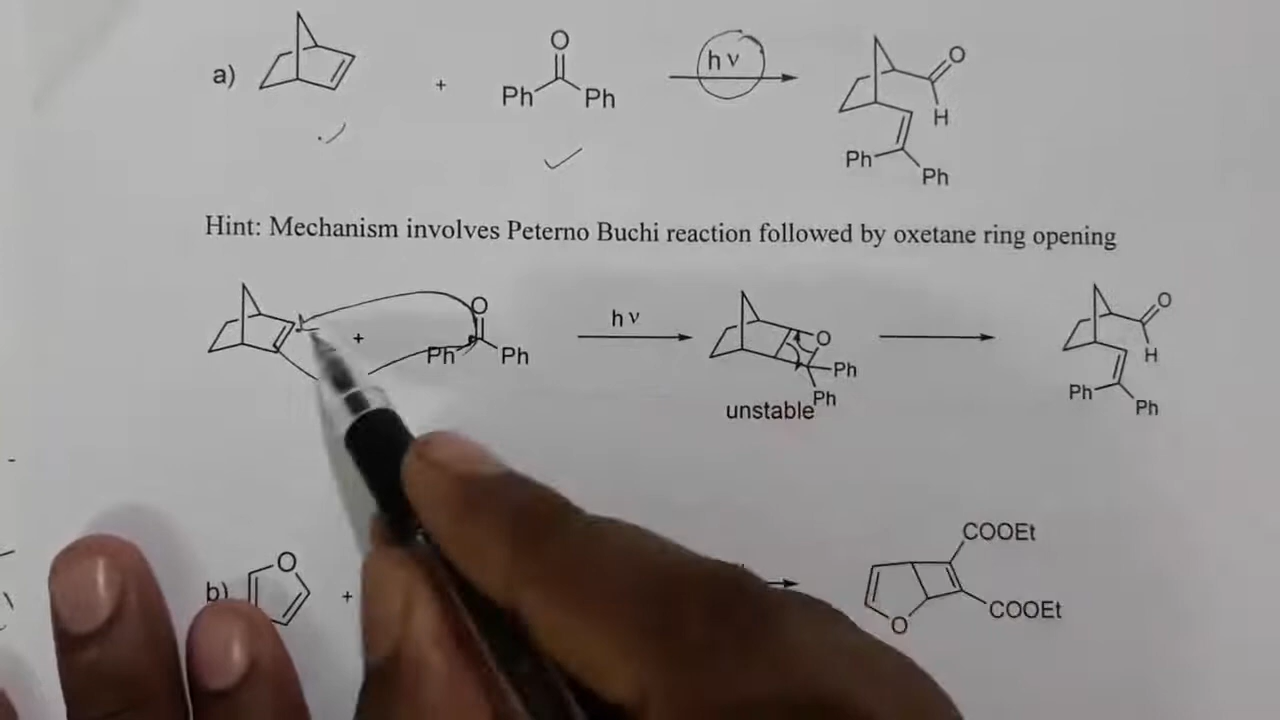 a) + O Ph Ph hν O H Ph Ph
Hint: Mechanism involves Peterno Buchi reaction followed by oxetane ring opening
+ O Ph Ph hν O Ph Ph O H Ph Ph
unstable
b) O + COOEt COOEt O